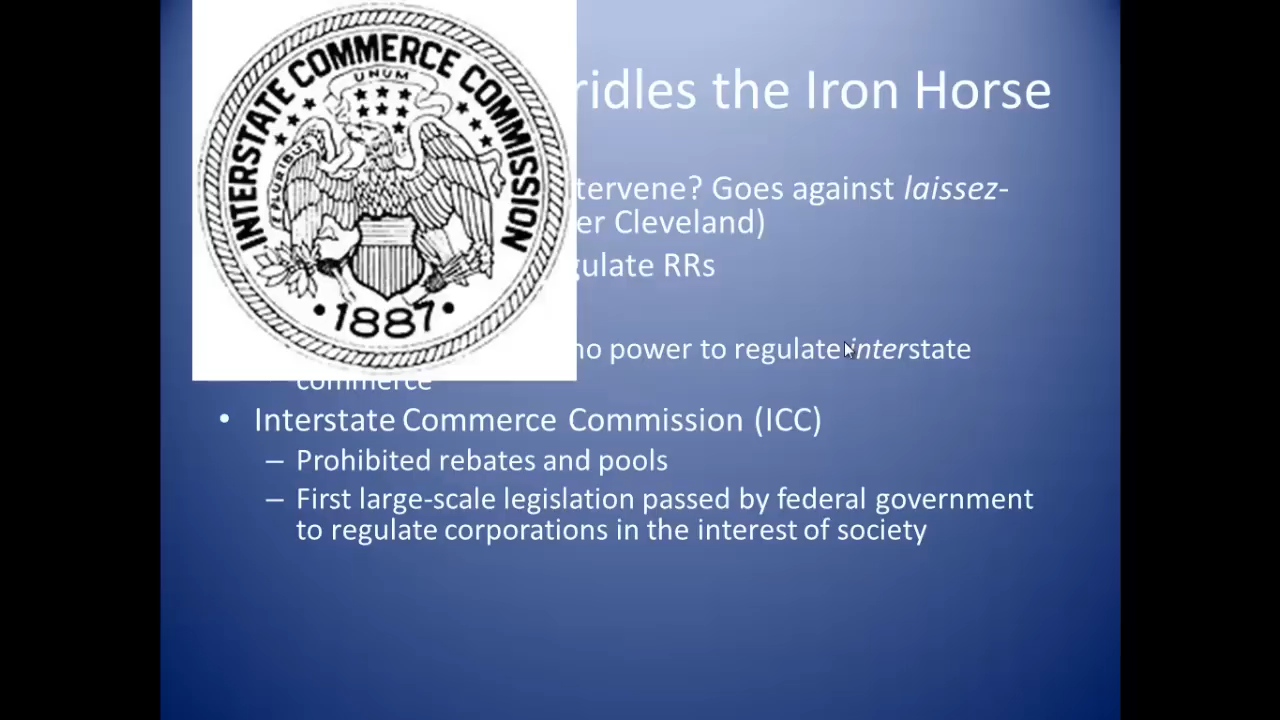 INTERSTATE COMMERCE COMMISSION
UNUM
E PLURIBUS
• 1887 •
ridles the Iron Horse
tervene? Goes against laissez-
er Cleveland)
gulate RRs
no power to regulate interstate
commerce
• Interstate Commerce Commission (ICC)
– Prohibited rebates and pools
– First large-scale legislation passed by federal government
to regulate corporations in the interest of society